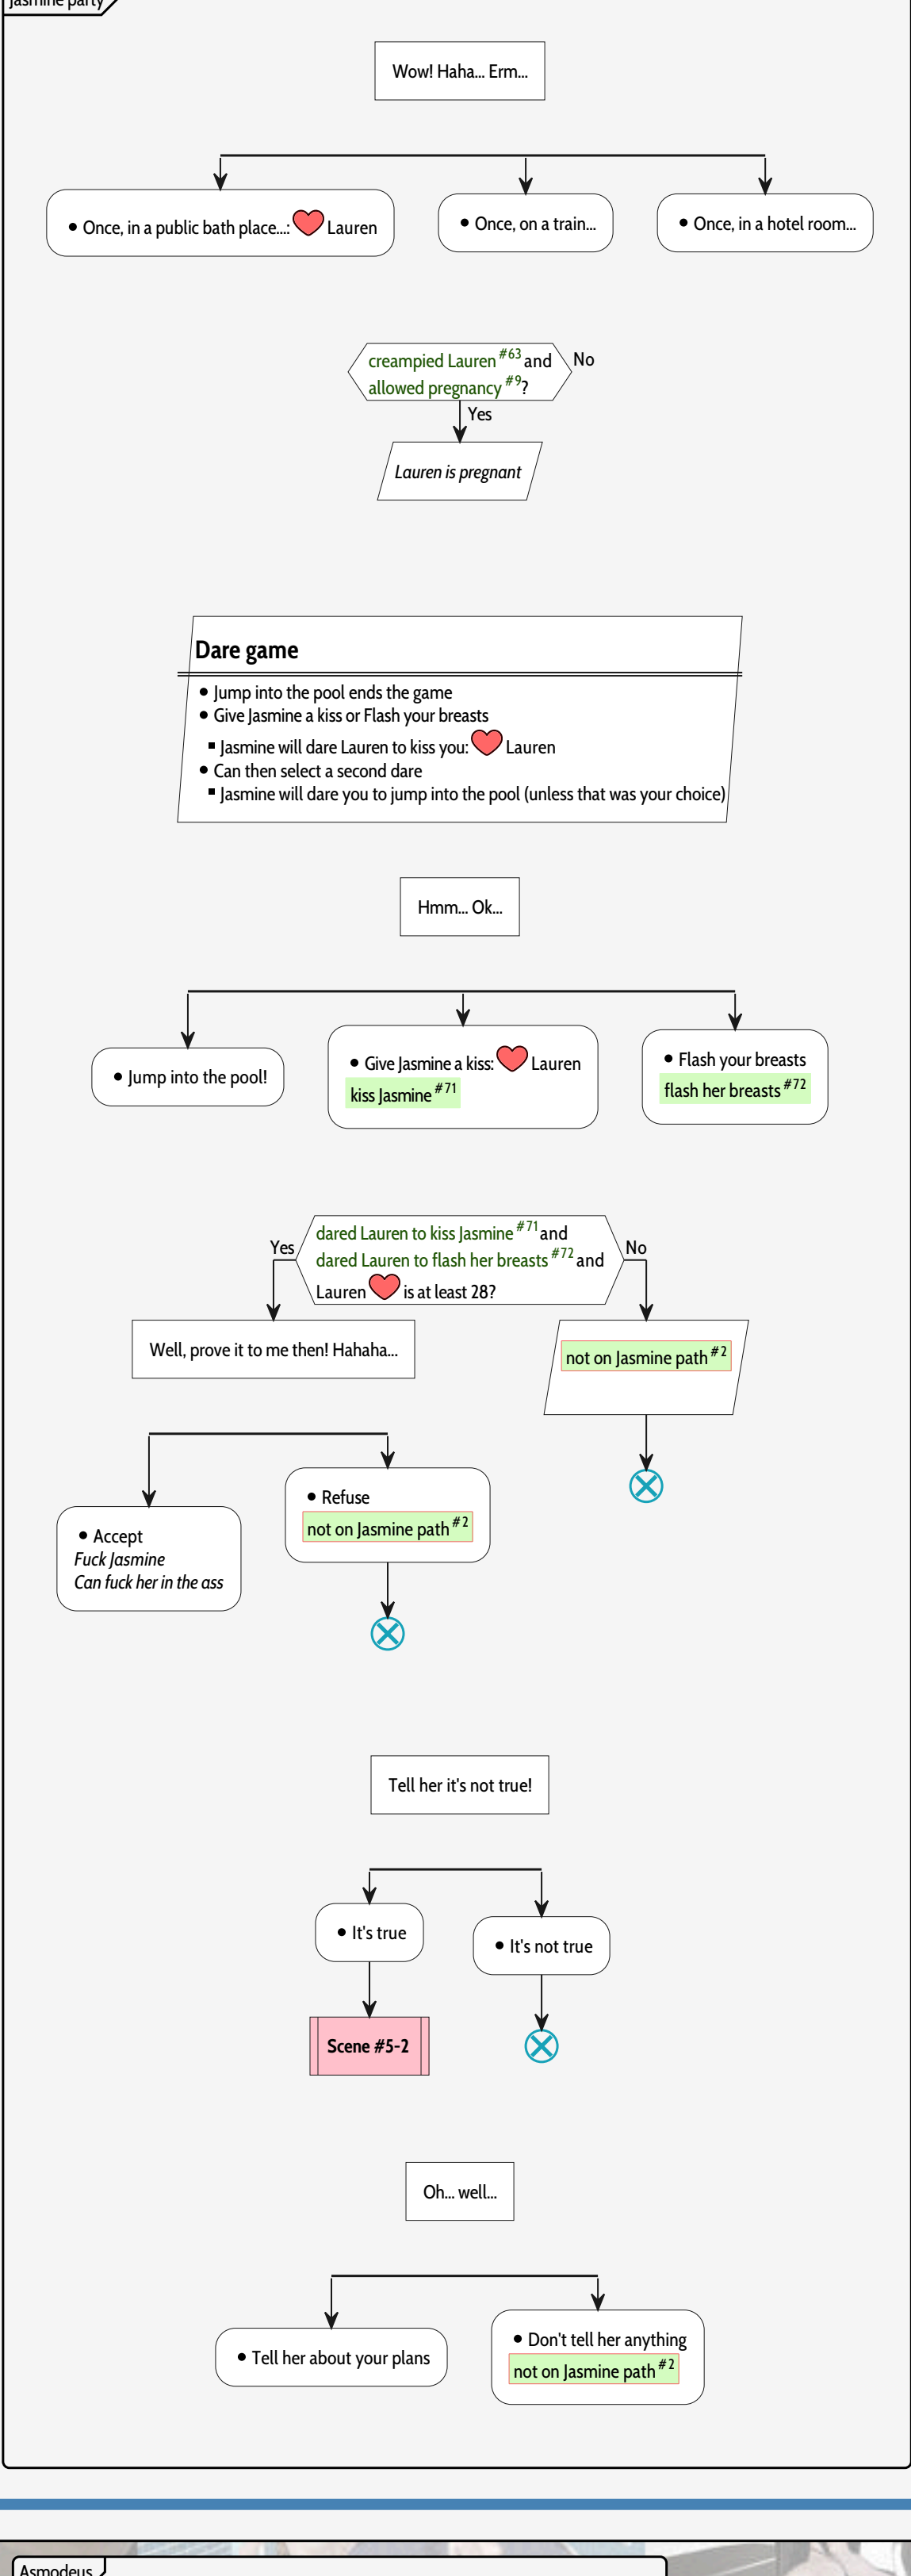 Jasmine party
Wow! Haha... Erm...
• Once, in a public bath place...: Lauren
• Once, on a train...
• Once, in a hotel room...
creampied Lauren #63 and
allowed pregnancy #9?
No
Yes
Lauren is pregnant
Dare game
• Jump into the pool ends the game
• Give Jasmine a kiss or Flash your breasts
▪ Jasmine will dare Lauren to kiss you: Lauren
• Can then select a second dare
▪ Jasmine will dare you to jump into the pool (unless that was your choice)
Hmm... Ok...
• Jump into the pool!
• Give Jasmine a kiss: Lauren
kiss Jasmine #71
• Flash your breasts
flash her breasts #72
Yes
dared Lauren to kiss Jasmine #71 and
dared Lauren to flash her breasts #72 and
Lauren is at least 28?
No
Well, prove it to me then! Hahaha...
not on Jasmine path #2
• Accept
Fuck Jasmine
Can fuck her in the ass
• Refuse
not on Jasmine path #2
Tell her it's not true!
• It's true
• It's not true
Scene #5-2
Oh... well...
• Tell her about your plans
• Don't tell her anything
not on Jasmine path #2
Asmodeus